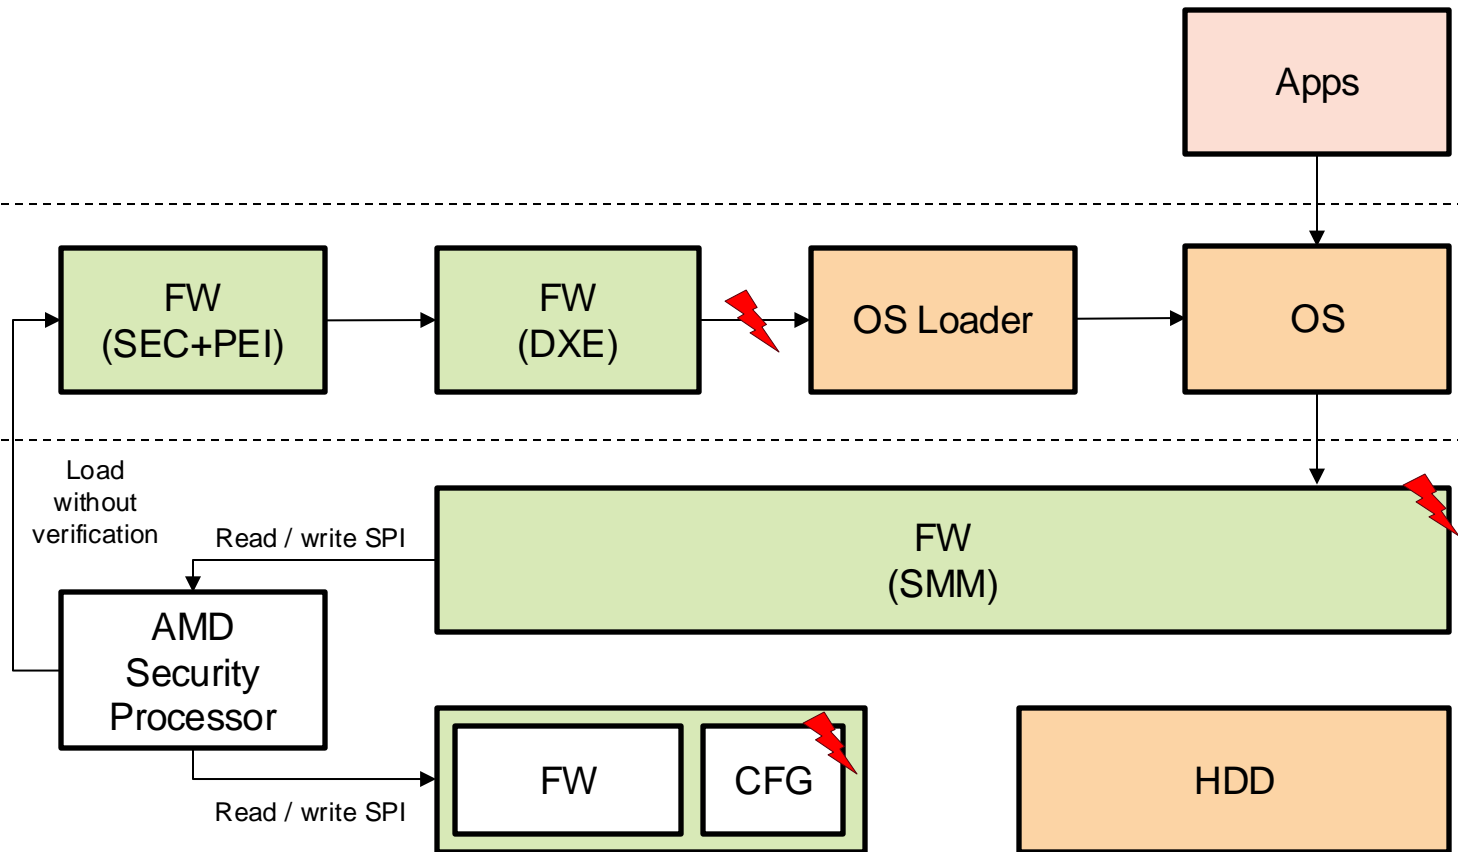 Apps
FW
(SEC+PEI)
FW
(DXE)
OS Loader
OS
Load
without
verification
Read / write SPI
FW
(SMM)
AMD
Security
Processor
Read / write SPI
FW
CFG
HDD